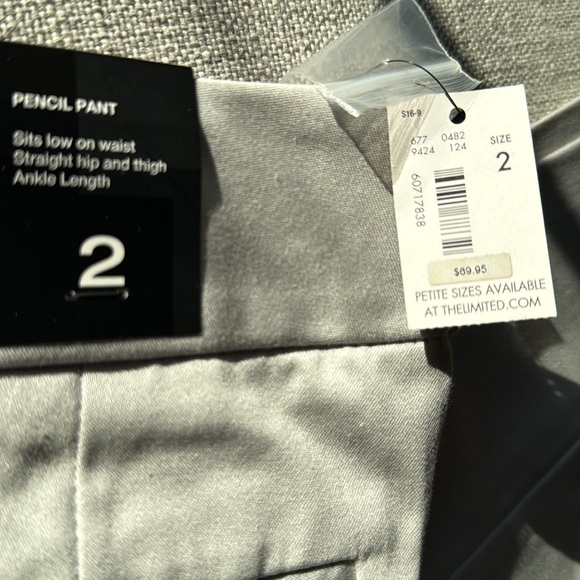 PENCIL PANT
Sits low on waist
Straight hip and thigh
Ankle Length
2
S16-9
677 0482
9424 124
SIZE
2
60717838
$69.95
PETITE SIZES AVAILABLE
AT THELIMITED.COM